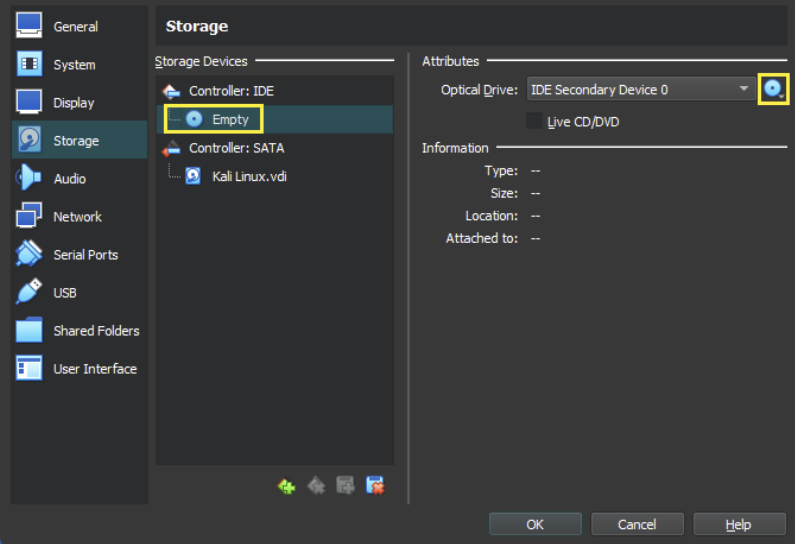 General
System
Display
Storage
Audio
Network
Serial Ports
USB
Shared Folders
User Interface
Storage
Storage Devices
Controller: IDE
Empty
Controller: SATA
Kali Linux.vdi
Attributes
Optical Drive: IDE Secondary Device 0
Live CD/DVD
Information
Type: --
Size: --
Location: --
Attached to: --
OK Cancel Help